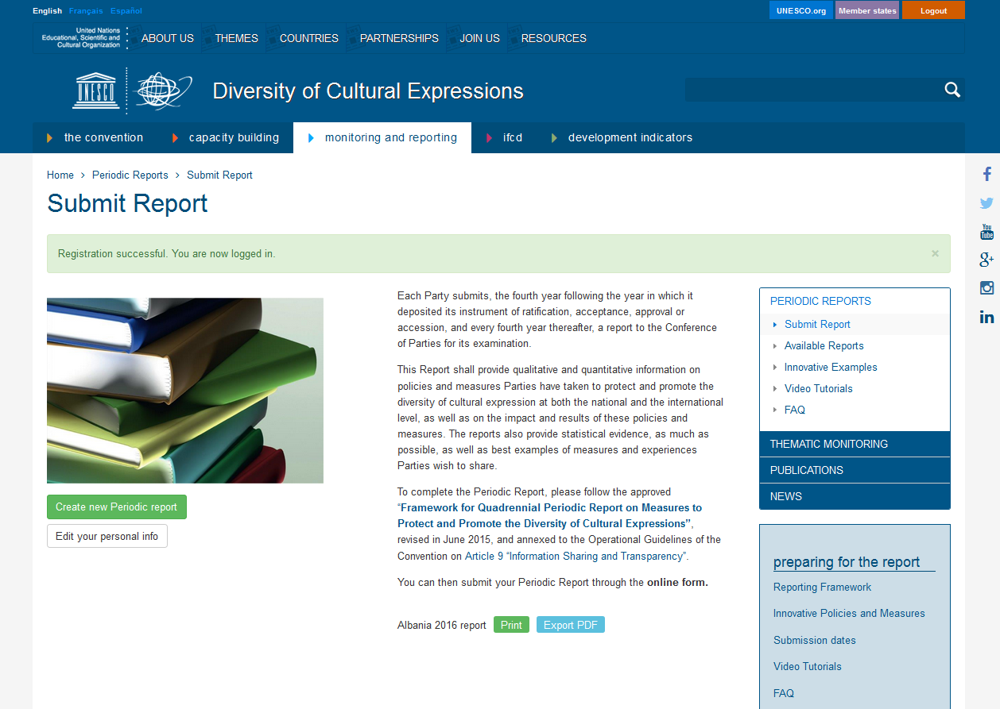 English Français Español
UNESCO.org Member states Logout
United Nations
Educational, Scientific and
Cultural Organization
ABOUT US THEMES COUNTRIES PARTNERSHIPS JOIN US RESOURCES
UNESCO
Diversity of Cultural Expressions
the convention capacity building monitoring and reporting ifcd development indicators
Home › Periodic Reports › Submit Report
Submit Report
Registration successful. You are now logged in. ×
Each Party submits, the fourth year following the year in which it
deposited its instrument of ratification, acceptance, approval or
accession, and every fourth year thereafter, a report to the Conference
of Parties for its examination.
This Report shall provide qualitative and quantitative information on
policies and measures Parties have taken to protect and promote the
diversity of cultural expression at both the national and the international
level, as well as on the impact and results of these policies and
measures. The reports also provide statistical evidence, as much as
possible, as well as best examples of measures and experiences
Parties wish to share.
To complete the Periodic Report, please follow the approved
“Framework for Quadrennial Periodic Report on Measures to
Protect and Promote the Diversity of Cultural Expressions”,
revised in June 2015, and annexed to the Operational Guidelines of the
Convention on Article 9 “Information Sharing and Transparency”.
You can then submit your Periodic Report through the online form.
Albania 2016 report Print Export PDF
Create new Periodic report
Edit your personal info
PERIODIC REPORTS
Submit Report
Available Reports
Innovative Examples
Video Tutorials
FAQ
THEMATIC MONITORING
PUBLICATIONS
NEWS
preparing for the report
Reporting Framework
Innovative Policies and Measures
Submission dates
Video Tutorials
FAQ
You
Tube
g+
in